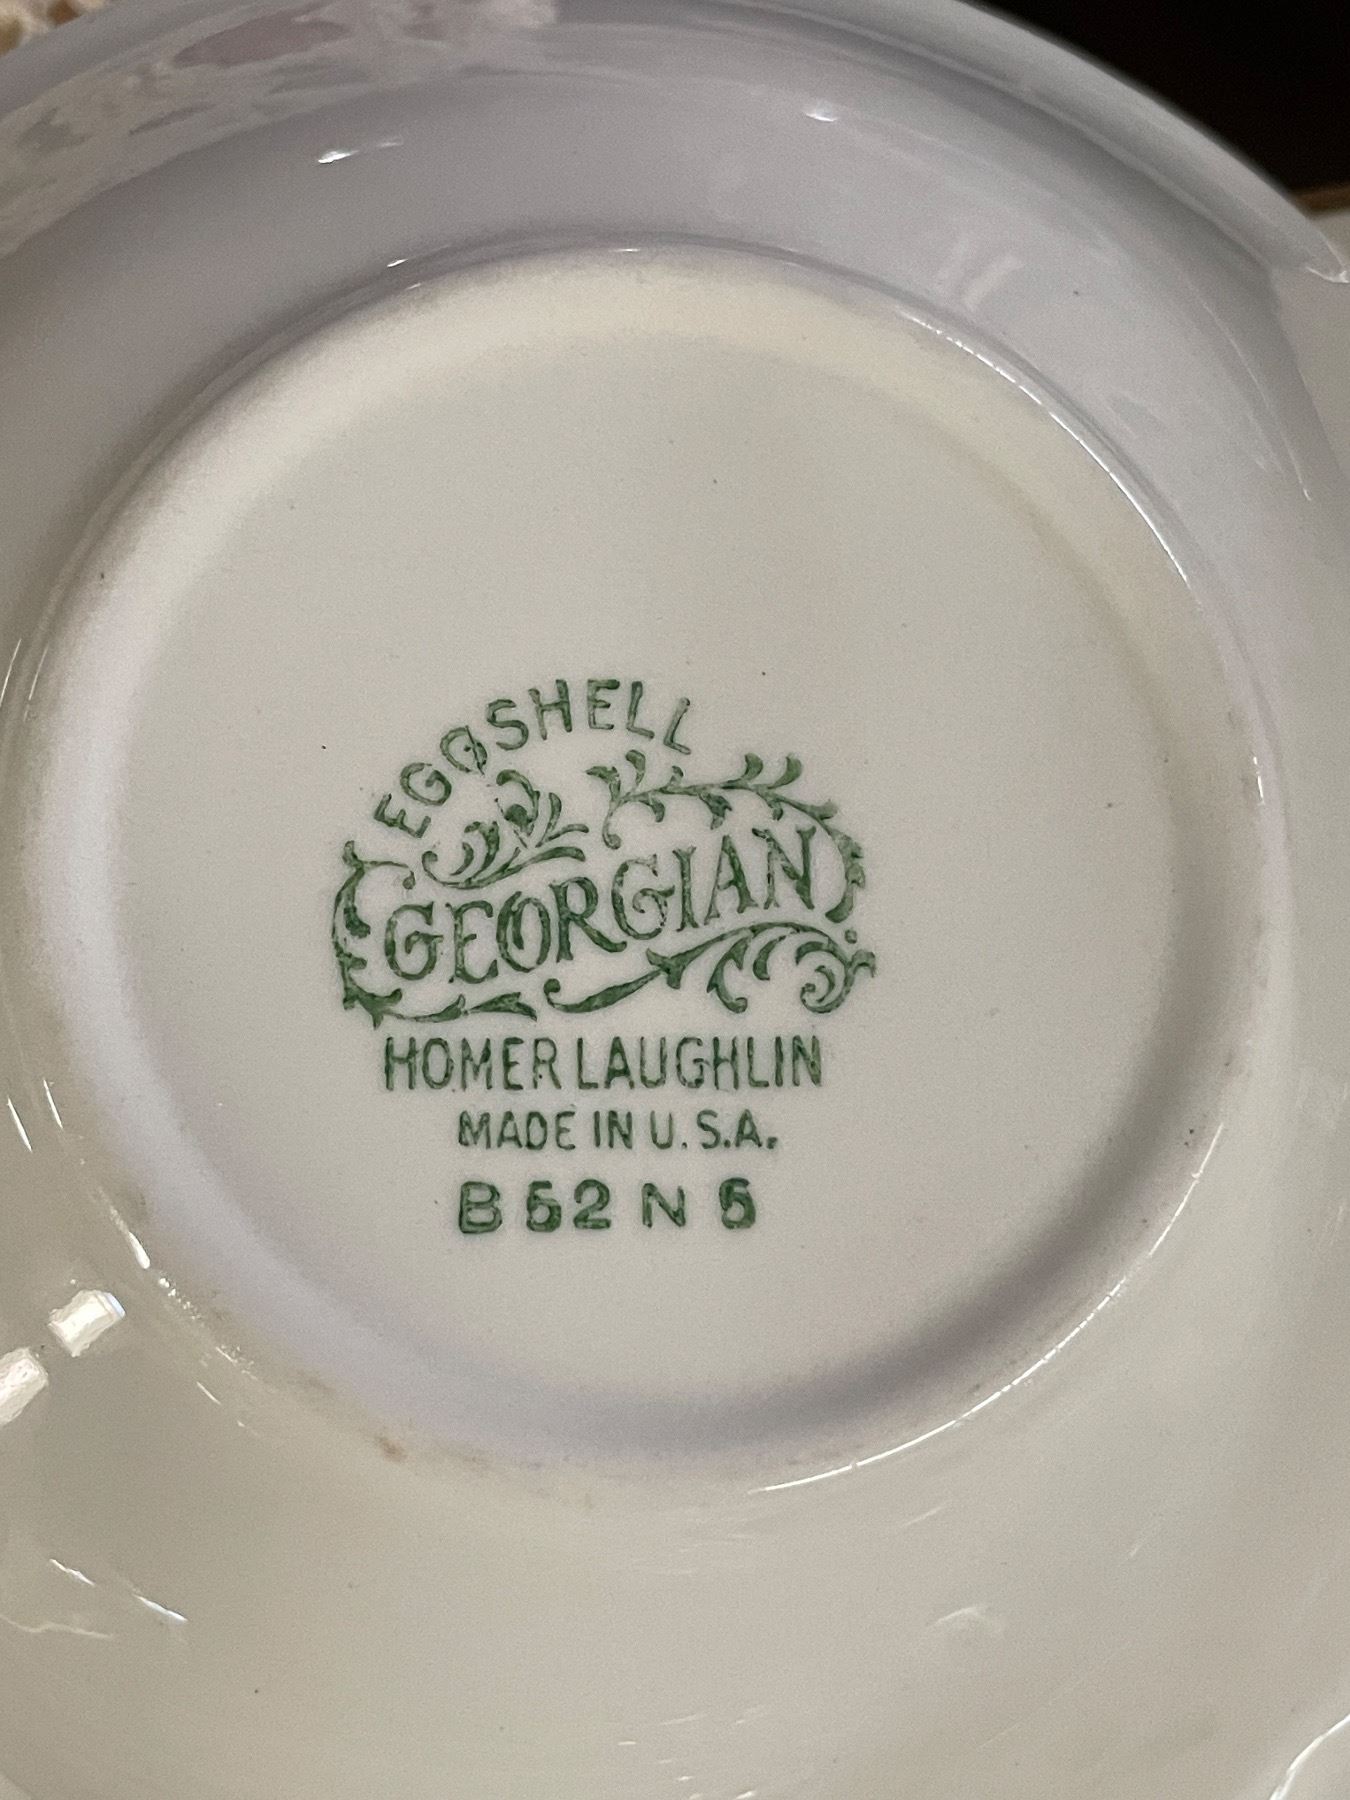 EGGSHELL
GEORGIAN
HOMER LAUGHLIN
MADE IN U.S.A.
B 52 N 5